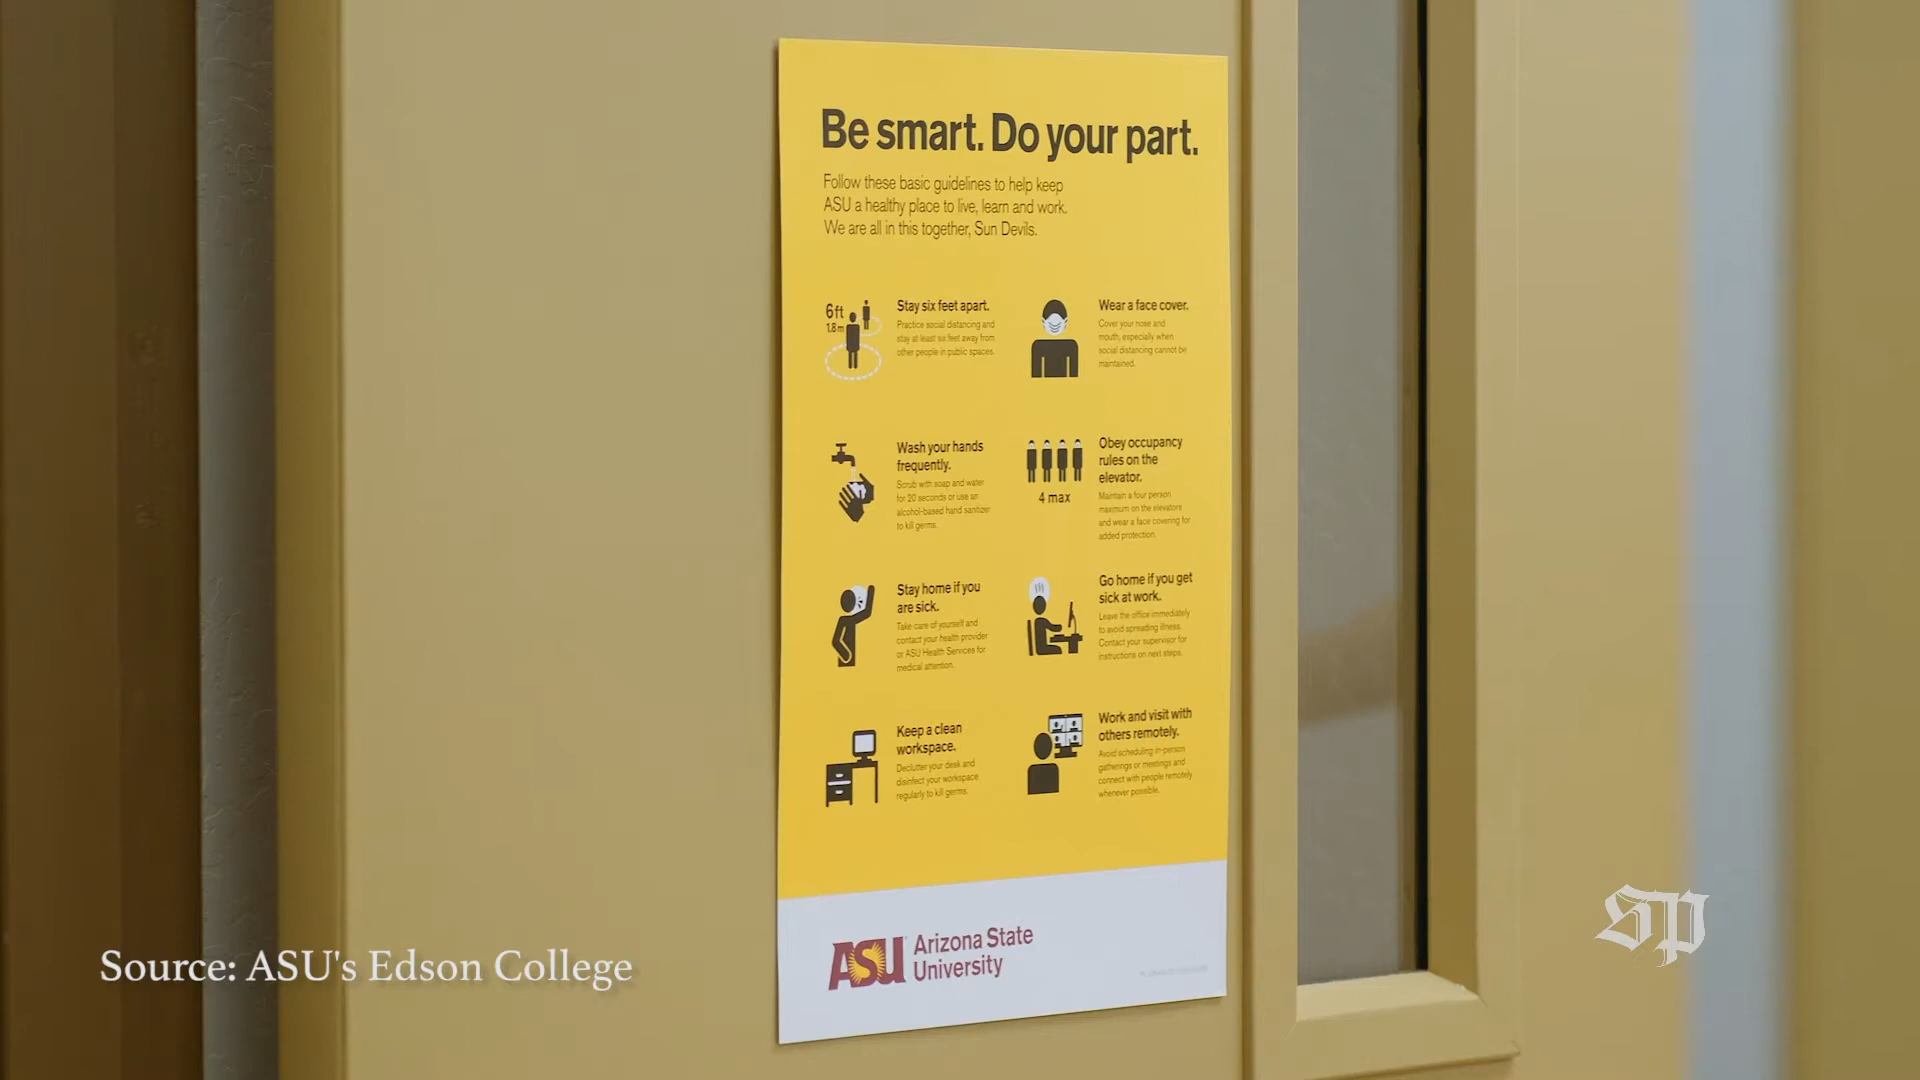 Be smart. Do your part.
Follow these basic guidelines to help keep
ASU a healthy place to live, learn and work.
We are all in this together, Sun Devils.
6ft
1.8m
Stay six feet apart.
Practice social distancing and
stay at least six feet away from
other people in public spaces.
Wear a face cover.
Cover your nose and
mouth, especially when
social distancing cannot be
maintained.
Wash your hands
frequently.
Scrub with soap and water
for 20 seconds or use an
alcohol-based hand sanitizer
to kill germs.
4 max
Obey occupancy
rules on the
elevator.
Maintain a four person
maximum on the elevators
and wear a face covering for
added protection.
Stay home if you
are sick.
Take care of yourself and
contact your health provider
or ASU Health Services for
medical attention.
Go home if you get
sick at work.
Leave the office immediately
to avoid spreading illness.
Contact your supervisor for
instructions on next steps.
Keep a clean
workspace.
Declutter your desk and
disinfect your workspace
regularly to kill germs.
Work and visit with
others remotely.
Avoid scheduling in-person
gatherings or meetings and
connect with people remotely
whenever possible.
ASU Arizona State
University
Source: ASU's Edson College
sp